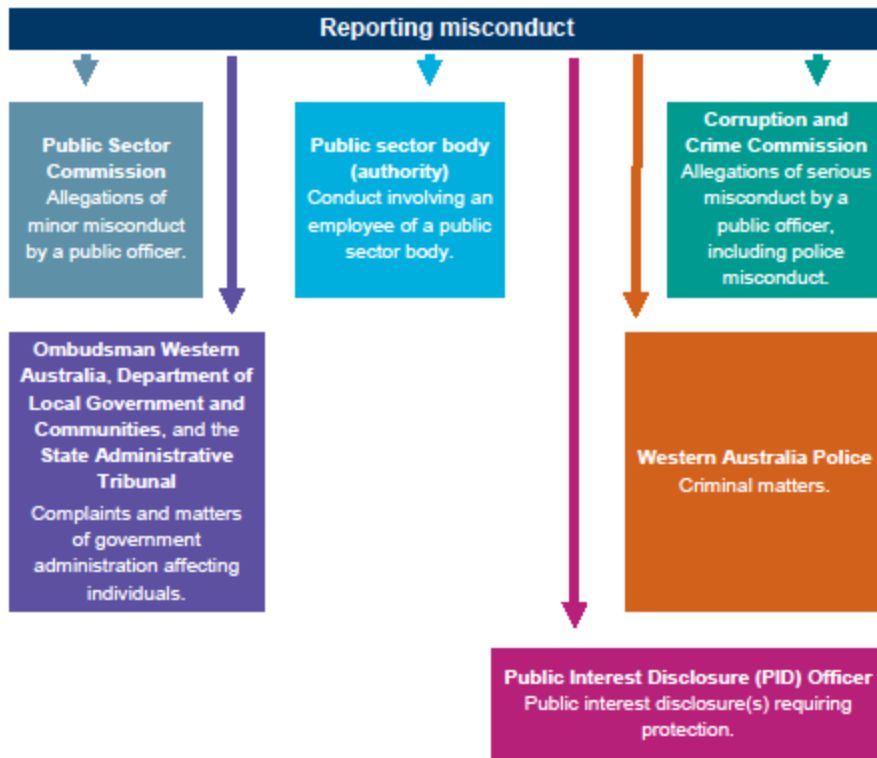 Reporting misconduct
Public Sector
Commission
Allegations of
minor misconduct
by a public officer.
Public sector body
(authority)
Conduct involving an
employee of a public
sector body.
Corruption and
Crime Commission
Allegations of serious
misconduct by a
public officer,
including police
misconduct.
Ombudsman Western
Australia, Department of
Local Government and
Communities, and the
State Administrative
Tribunal
Complaints and matters
of government
administration affecting
individuals.
Western Australia Police
Criminal matters.
Public Interest Disclosure (PID) Officer
Public interest disclosure(s) requiring
protection.